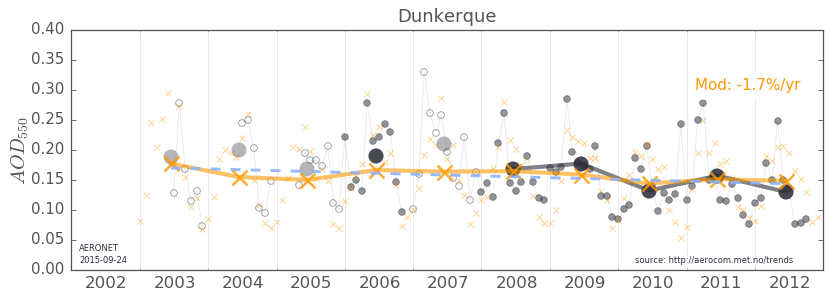 Dunkerque
0.40
0.35
0.30
0.25
0.20
0.15
0.10
0.05
0.00
AOD550
Mod: -1.7%/yr
AERONET
2015-09-24
source: http://aerocom.met.no/trends
2002 2003 2004 2005 2006 2007 2008 2009 2010 2011 2012